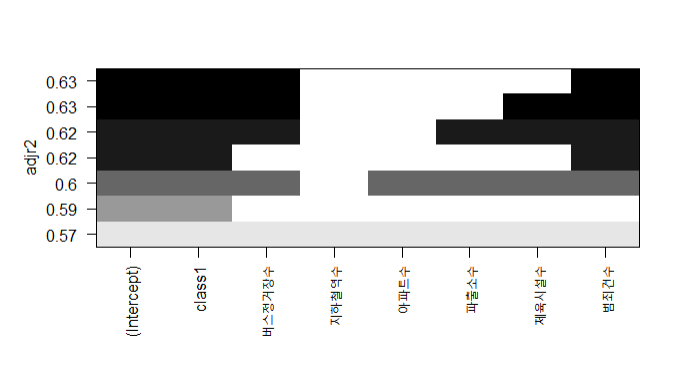 adjr2
0.63
0.63
0.62
0.62
0.6
0.59
0.57
(Intercept)
class1
버스정거장수
지하철역수
아파트수
파출소수
체육시설수
범죄건수